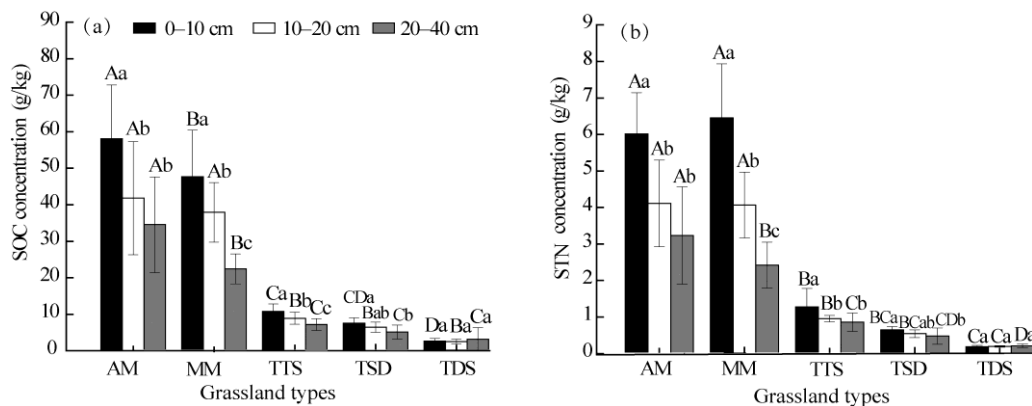 (a)
0–10 cm 10–20 cm 20–40 cm
SOC concentration (g/kg)
90
80
70
60
50
40
30
20
10
0
Aa Ab Ab
Ba Ab Bc
Ca Bb Cc
CDa Bab Cb
Da Ba Ca
AM MM TTS TSD TDS
Grassland types
(b)
STN concentration (g/kg)
9
8
7
6
5
4
3
2
1
0
Aa Ab Ab
Aa Ab Bc
Ba Bb Cb
BCa BCab CDb
Ca Ca Da
AM MM TTS TSD TDS
Grassland types